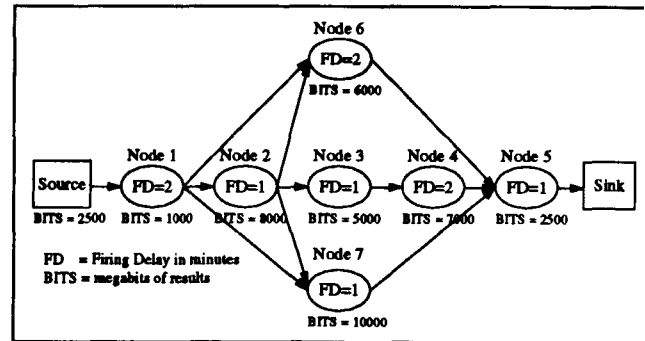 Node 6
FD=2
BITS = 6000
Node 1
Node 2
Node 3
Node 4
Node 5
Source
FD=2
FD=1
FD=1
FD=2
FD=1
Sink
BITS = 2500
BITS = 1000
BITS = 8000
BITS = 5000
BITS = 7000
BITS = 2500
Node 7
FD = Firing Delay in minutes
BITS = megabits of results
FD=1
BITS = 10000